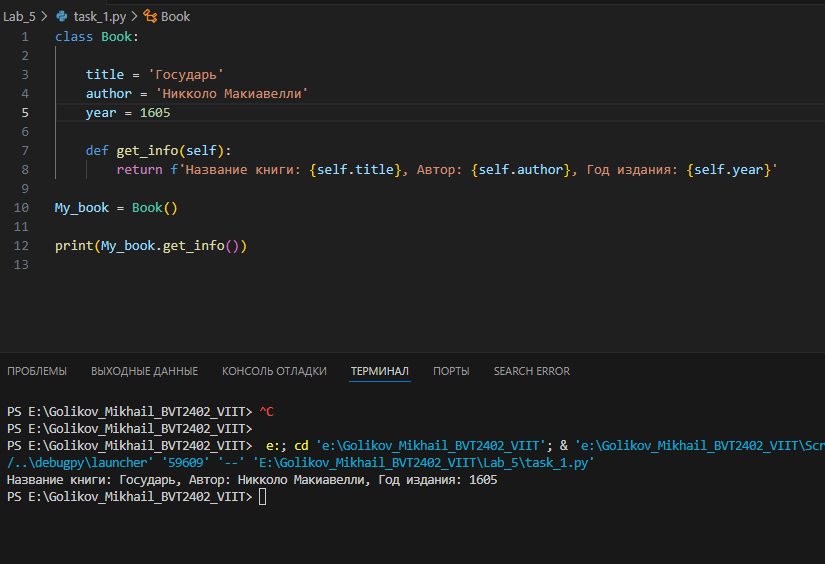 Lab_5 > task_1.py > Book
1 class Book:
2
3 title = 'Государь'
4 author = 'Никколо Макиавелли'
5 year = 1605
6
7 def get_info(self):
8 return f'Название книги: {self.title}, Автор: {self.author}, Год издания: {self.year}'
9
10 My_book = Book()
11
12 print(My_book.get_info())
13
ПРОБЛЕМЫ ВЫХОДНЫЕ ДАННЫЕ КОНСОЛЬ ОТЛАДКИ ТЕРМИНАЛ ПОРТЫ SEARCH ERROR
PS E:\Golikov_Mikhail_BVT2402_VIIT> ^C
PS E:\Golikov_Mikhail_BVT2402_VIIT>
PS E:\Golikov_Mikhail_BVT2402_VIIT> e:; cd 'e:\Golikov_Mikhail_BVT2402_VIIT'; & 'e:\Golikov_Mikhail_BVT2402_VIIT\Scr
/..\debugpy\launcher' '59609' '--' 'E:\Golikov_Mikhail_BVT2402_VIIT\Lab_5\task_1.py'
Название книги: Государь, Автор: Никколо Макиавелли, Год издания: 1605
PS E:\Golikov_Mikhail_BVT2402_VIIT>